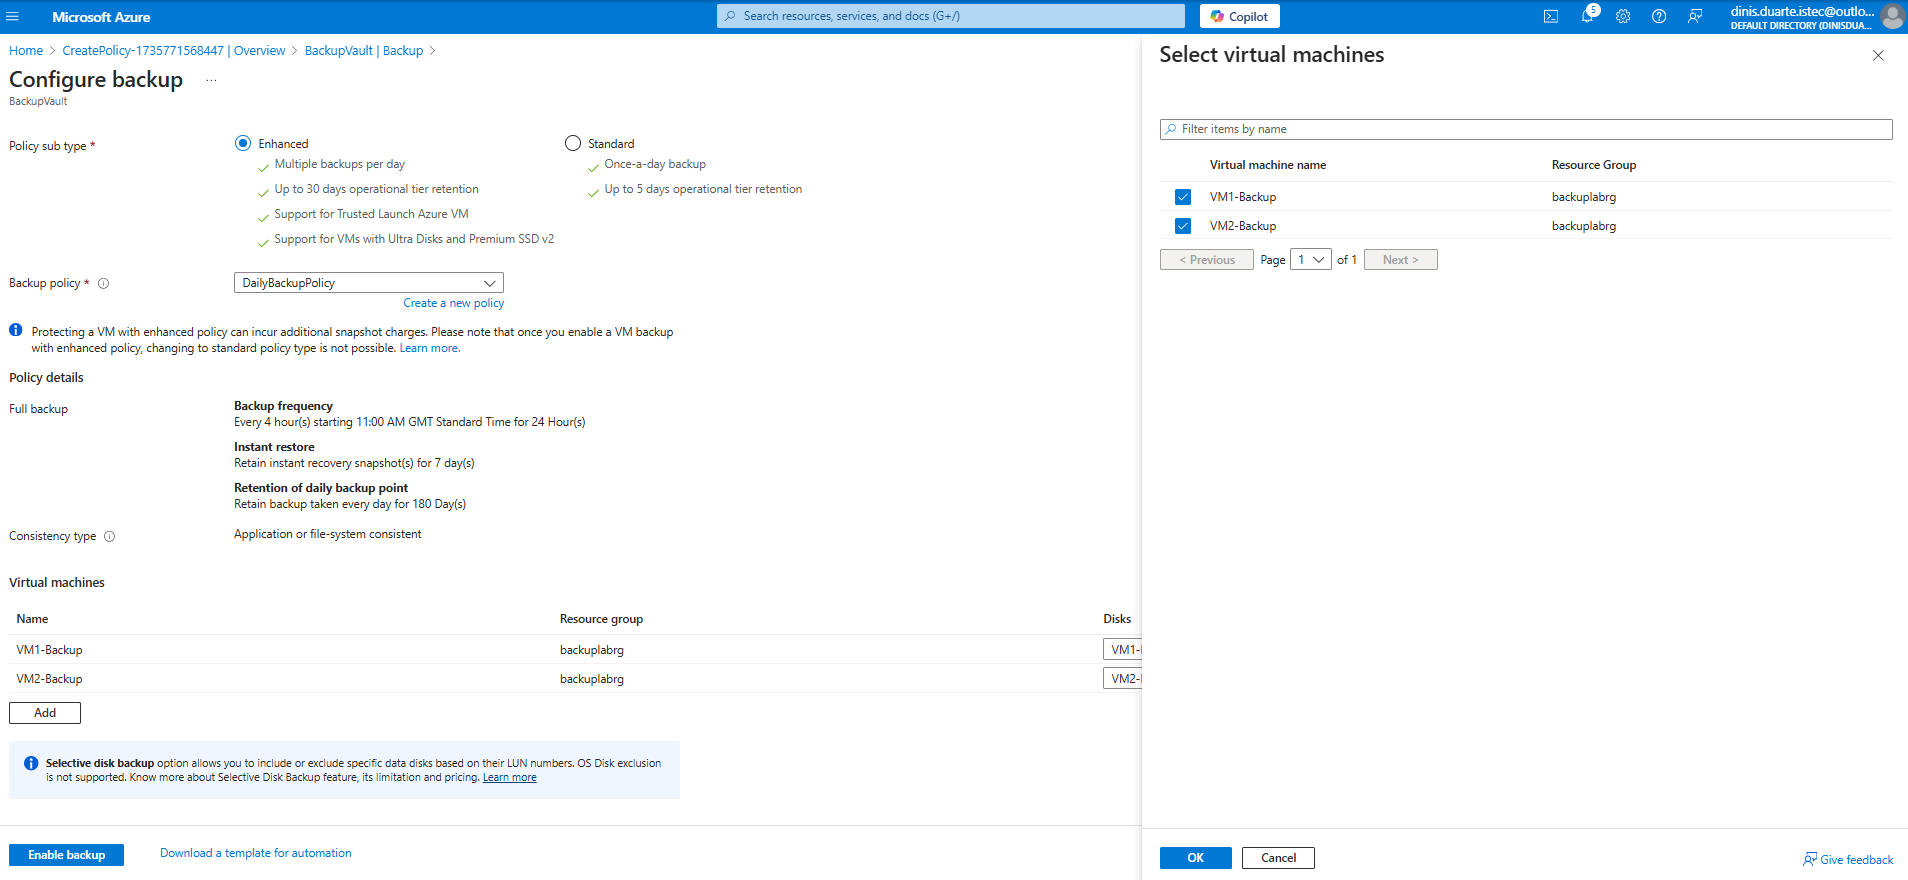 Microsoft Azure
Search resources, services, and docs (G+/)
Copilot
5
dinis.duarte.istec@outlo...
DEFAULT DIRECTORY (DINISDUA...
Home > CreatePolicy-1735771568447 | Overview > BackupVault | Backup >
Configure backup ...
BackupVault
Policy sub type *
Enhanced
Multiple backups per day
Up to 30 days operational tier retention
Support for Trusted Launch Azure VM
Support for VMs with Ultra Disks and Premium SSD v2
Standard
Once-a-day backup
Up to 5 days operational tier retention
Backup policy *
DailyBackupPolicy
Create a new policy
Protecting a VM with enhanced policy can incur additional snapshot charges. Please note that once you enable a VM backup
with enhanced policy, changing to standard policy type is not possible. Learn more.
Policy details
Full backup
Backup frequency
Every 4 hour(s) starting 11:00 AM GMT Standard Time for 24 Hour(s)
Instant restore
Retain instant recovery snapshot(s) for 7 day(s)
Retention of daily backup point
Retain backup taken every day for 180 Day(s)
Consistency type
Application or file-system consistent
Virtual machines
Name Resource group Disks
VM1-Backup backuplabrg VM1-
VM2-Backup backuplabrg VM2-
Add
Selective disk backup option allows you to include or exclude specific data disks based on their LUN numbers. OS Disk exclusion
is not supported. Know more about Selective Disk Backup feature, its limitation and pricing. Learn more
Enable backup
Download a template for automation
Select virtual machines
Filter items by name
Virtual machine name Resource Group
VM1-Backup backuplabrg
VM2-Backup backuplabrg
< Previous Page 1 of 1 Next >
OK
Cancel
Give feedback